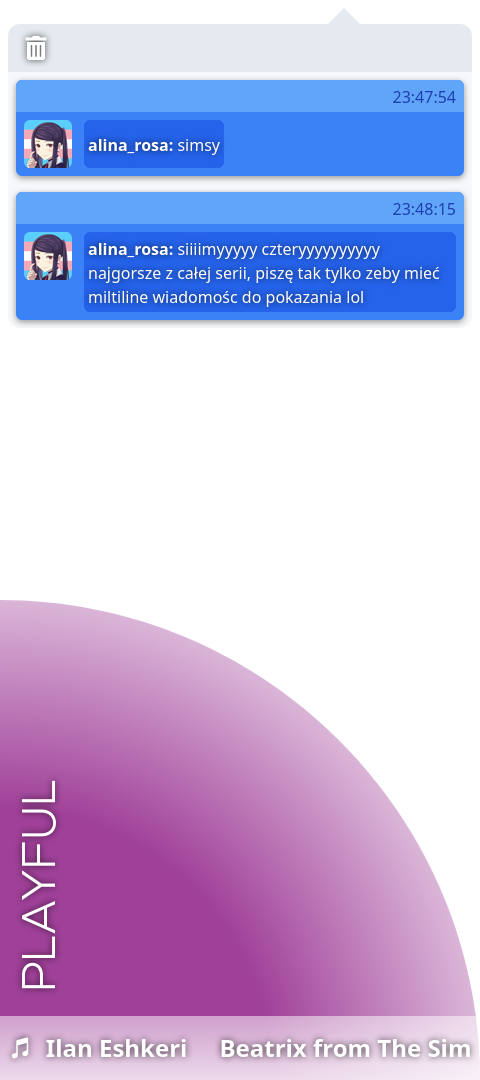 23:47:54
alina_rosa: simsy
23:48:15
alina_rosa: siiiimyyyyy czteryyyyyyyyyyy
najgorsze z całej serii, piszę tak tylko zeby mieć
miltiline wiadomośc do pokazania lol
PLAYFUL
Ilan Eshkeri Beatrix from The Sim